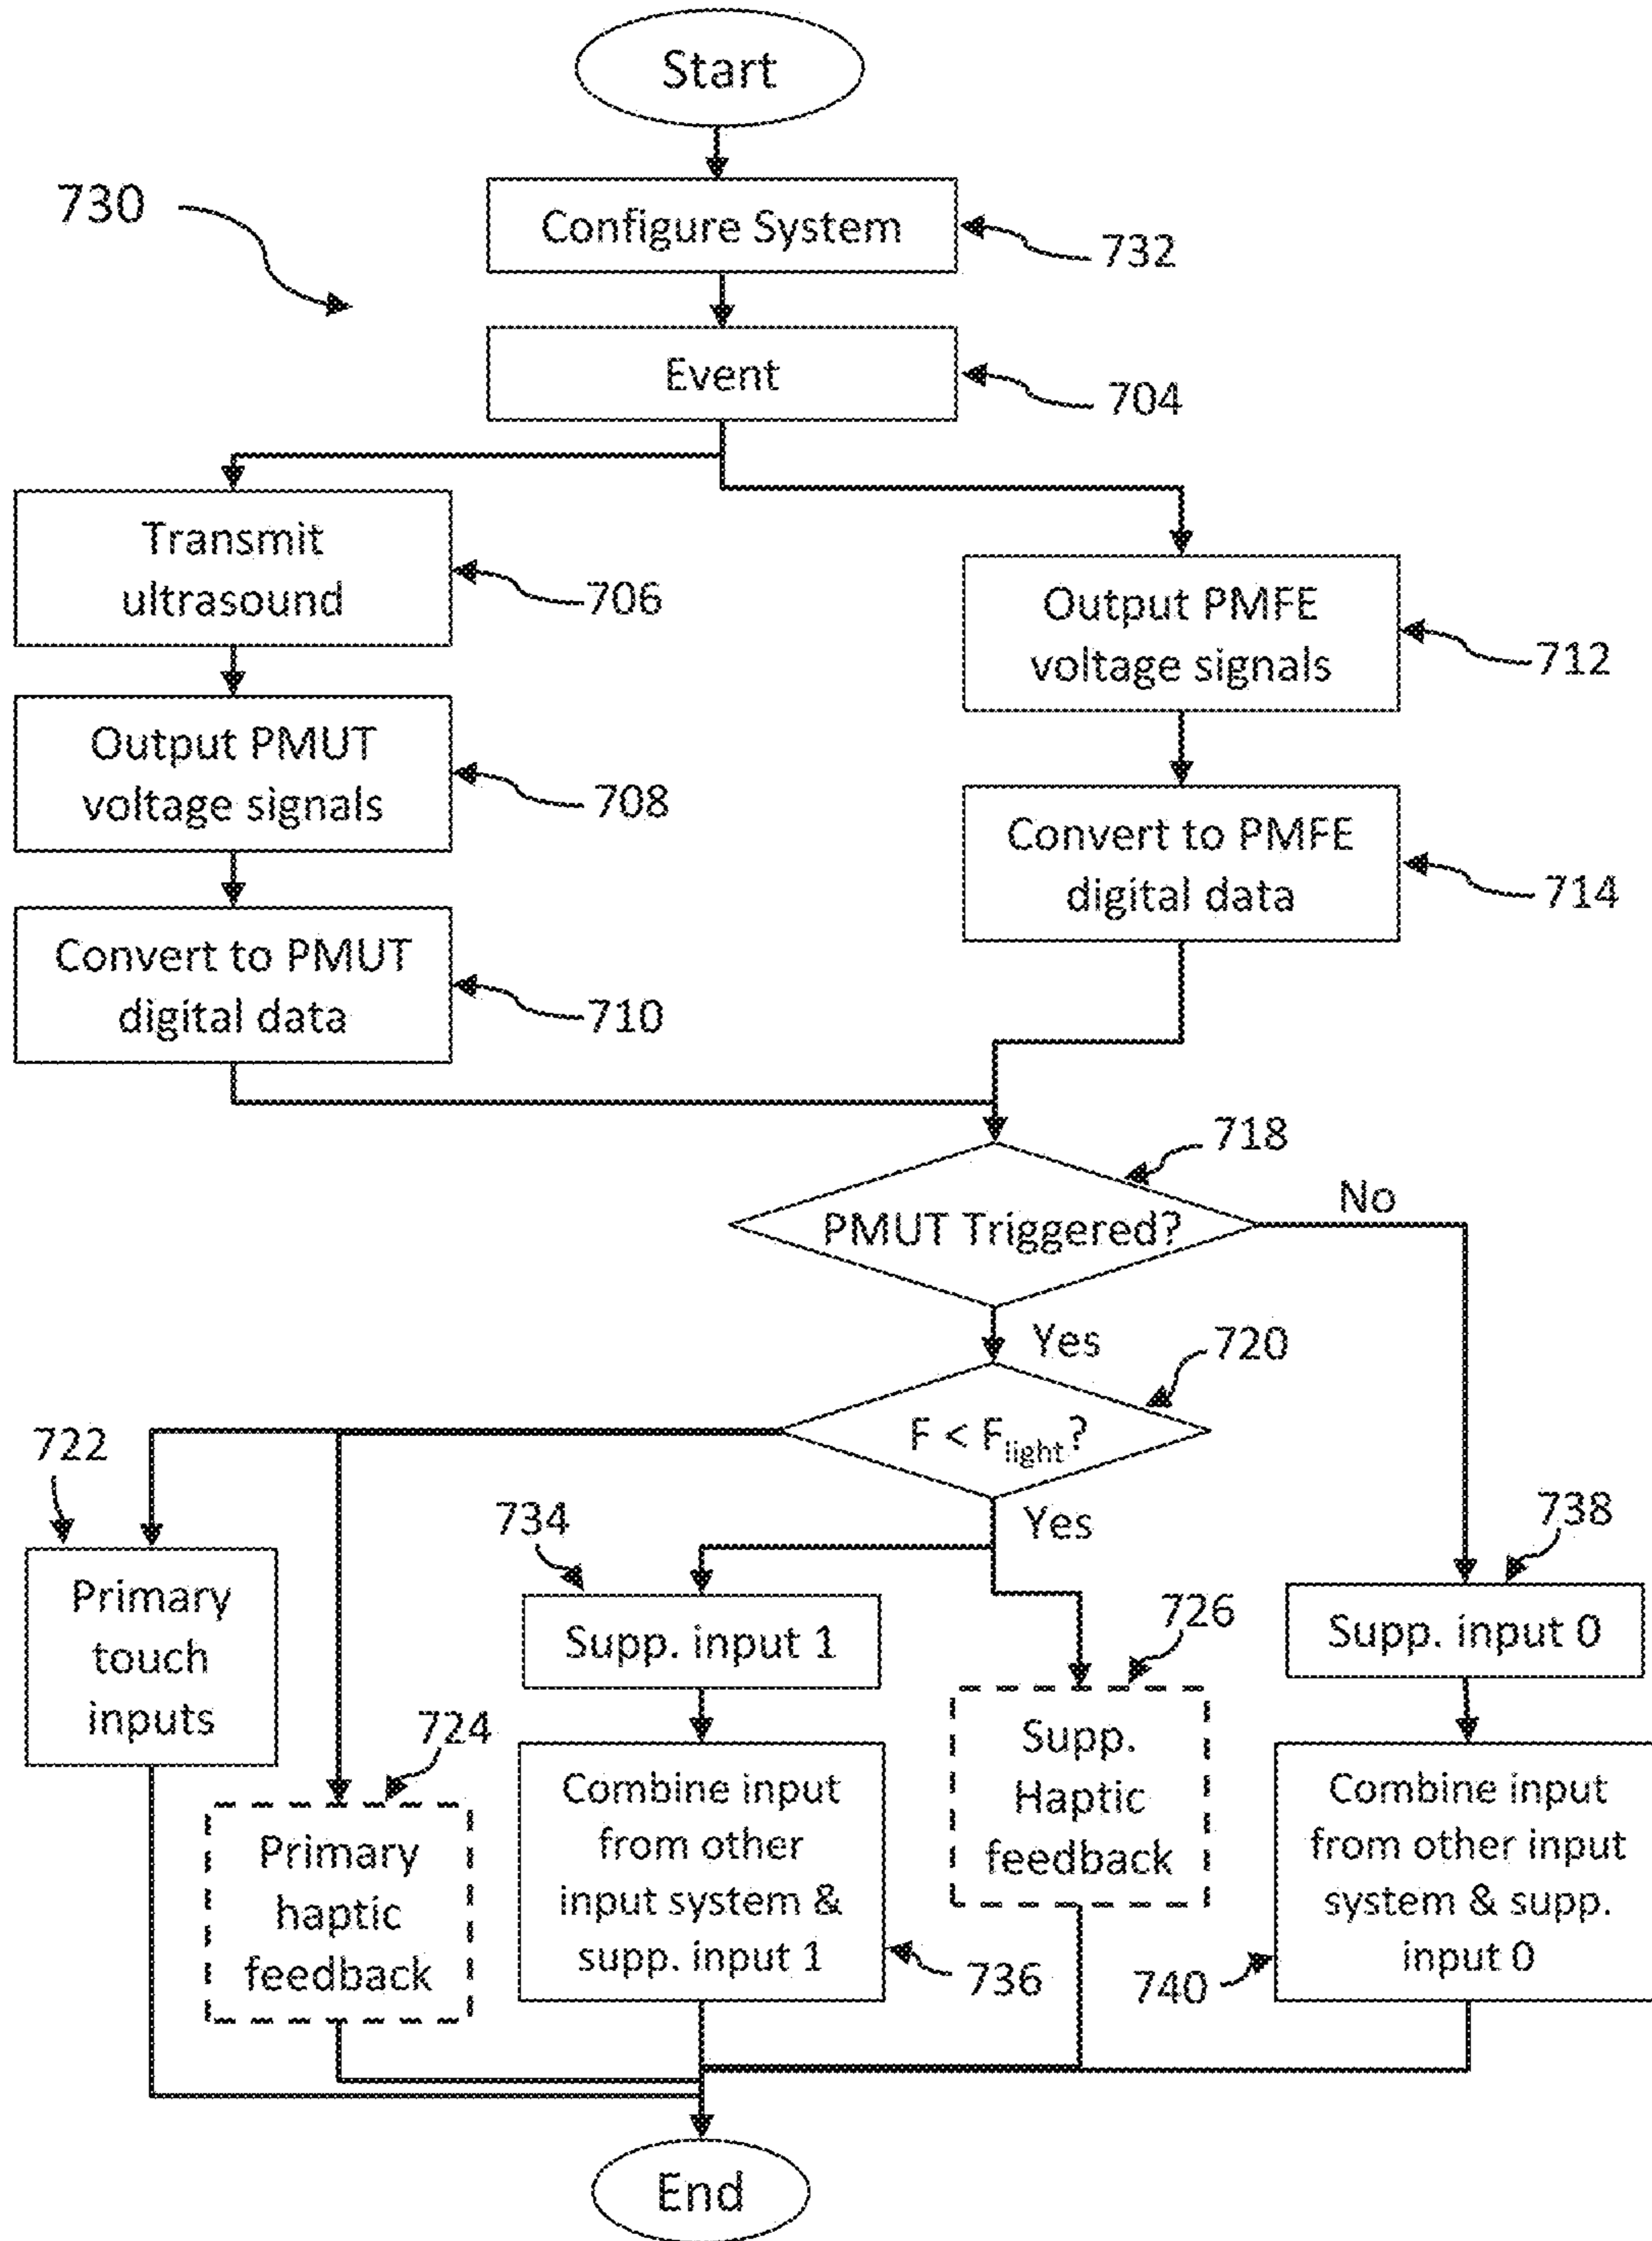 Start
730
Configure System
732
Event
704
Transmit
ultrasound
706
Output PMFE
voltage signals
712
Output PMUT
voltage signals
708
Convert to PMFE
digital data
714
Convert to PMUT
digital data
710
718
PMUT Triggered?
No
Yes
720
F < Flight?
722
Yes
734
738
Primary
touch
inputs
Supp. input 1
726
Supp. input 0
724
Supp.
Haptic
feedback
Primary
haptic
feedback
Combine input
from other
input system &
supp. input 1
736
Combine input
from other input
system & supp.
input 0
740
End